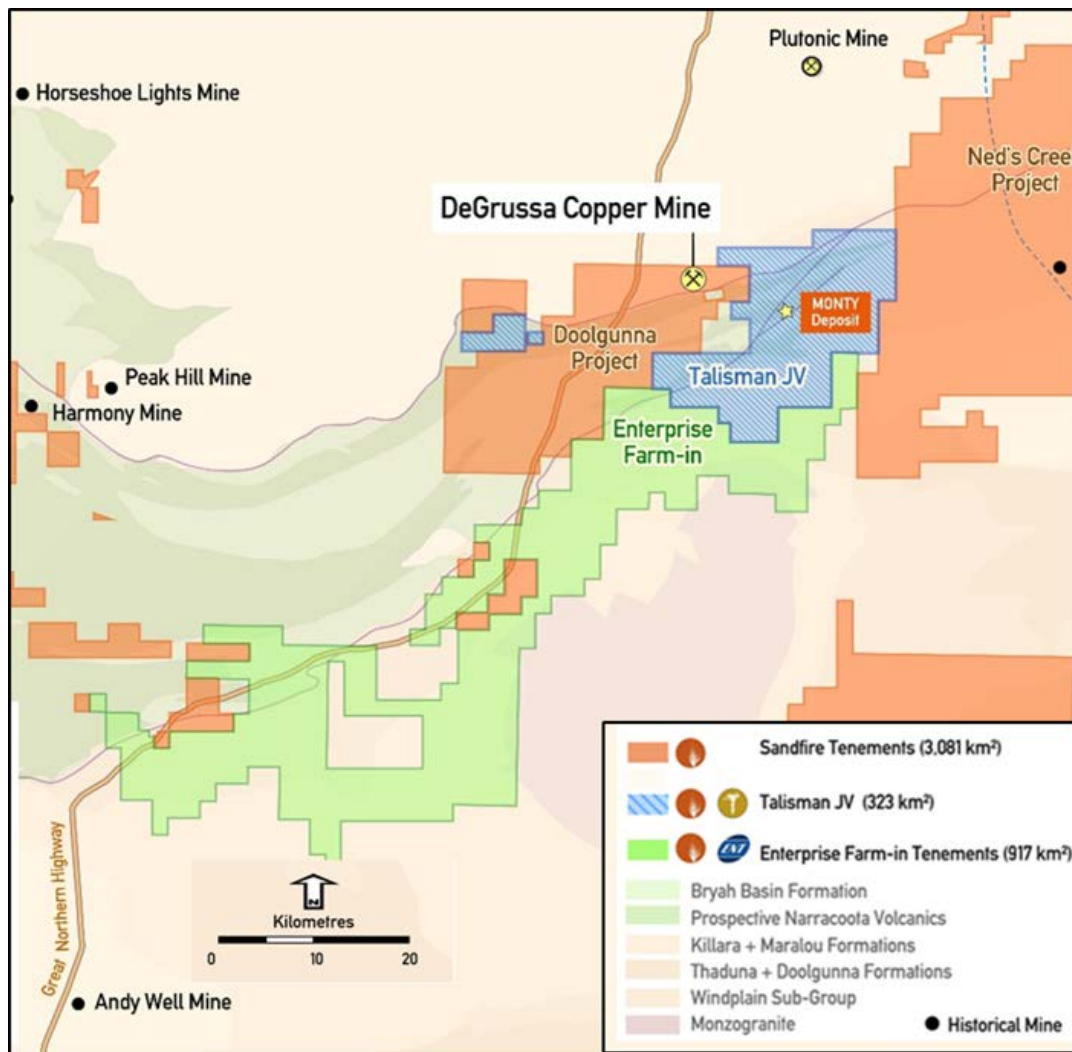 Plutonic Mine
Horseshoe Lights Mine
Ned's Cree
Project
DeGrussa Copper Mine
MONTY
Deposit
Doolgunna
Project
Talisman JV
Peak Hill Mine
Harmony Mine
Enterprise
Farm-in
Great Northern Highway
N
Kilometres
0 10 20
Andy Well Mine
Sandfire Tenements (3,081 km²)
Talisman JV (323 km²)
ENT
Enterprise Farm-in Tenements (917 km²)
Bryah Basin Formation
Prospective Narracoota Volcanics
Killara + Maralou Formations
Thaduna + Doolgunna Formations
Windplain Sub-Group
Monzogranite
Historical Mine